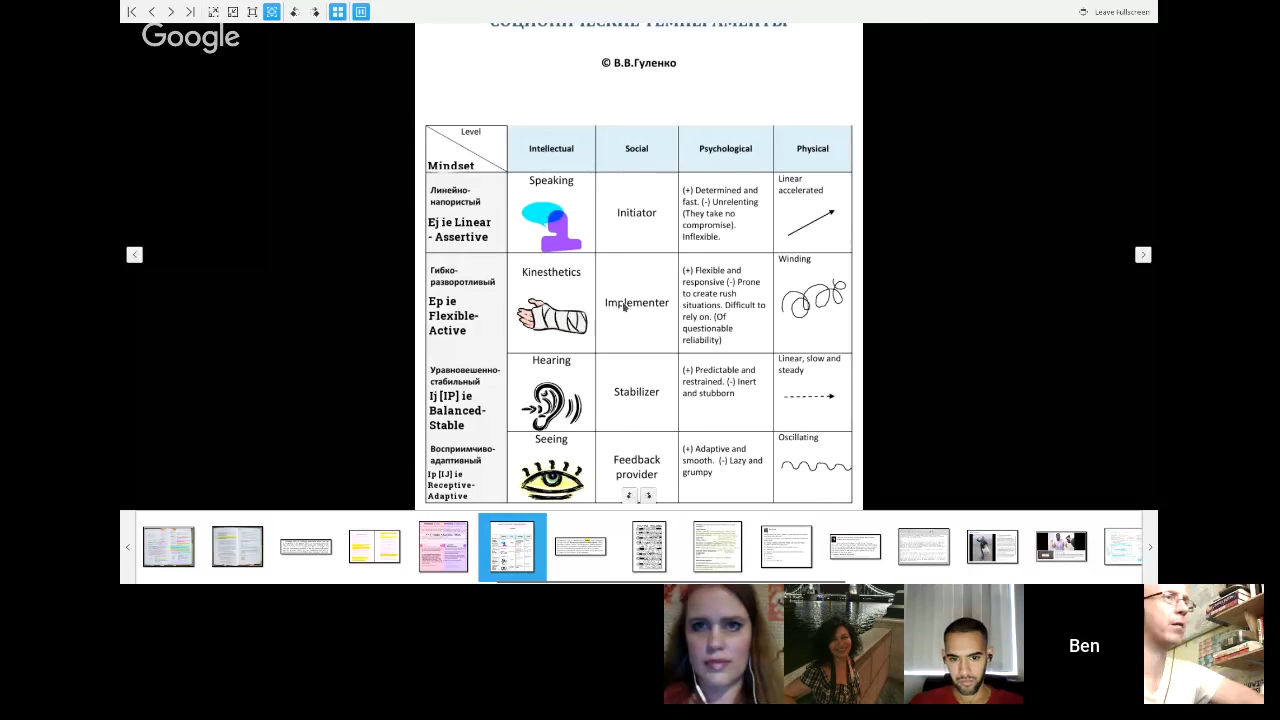 Leave Fullscreen
Google
СОЦИОНИЧЕСКИЕ ТЕМПЕРАМЕНТЫ
© В.В.Гуленко
Level
Mindset
Intellectual
Social
Psychological
Physical
Линейно-
напористый
Ej ie Linear
- Assertive
Speaking
Initiator
(+) Determined and
fast. (-) Unrelenting
(They take no
compromise).
Inflexible.
Linear
accelerated
Гибко-
разворотливый
Ep ie
Flexible-
Active
Kinesthetics
Implementer
(+) Flexible and
responsive (-) Prone
to create rush
situations. Difficult to
rely on. (Of
questionable
reliability)
Winding
Уравновешенно-
стабильный
Ij [IP] ie
Balanced-
Stable
Hearing
Stabilizer
(+) Predictable and
restrained. (-) Inert
and stubborn
Linear, slow and
steady
Восприимчиво-
адаптивный
Ip [IJ] ie
Receptive-
Adaptive
Seeing
Feedback
provider
(+) Adaptive and
smooth. (-) Lazy and
grumpy
Oscillating
Ben